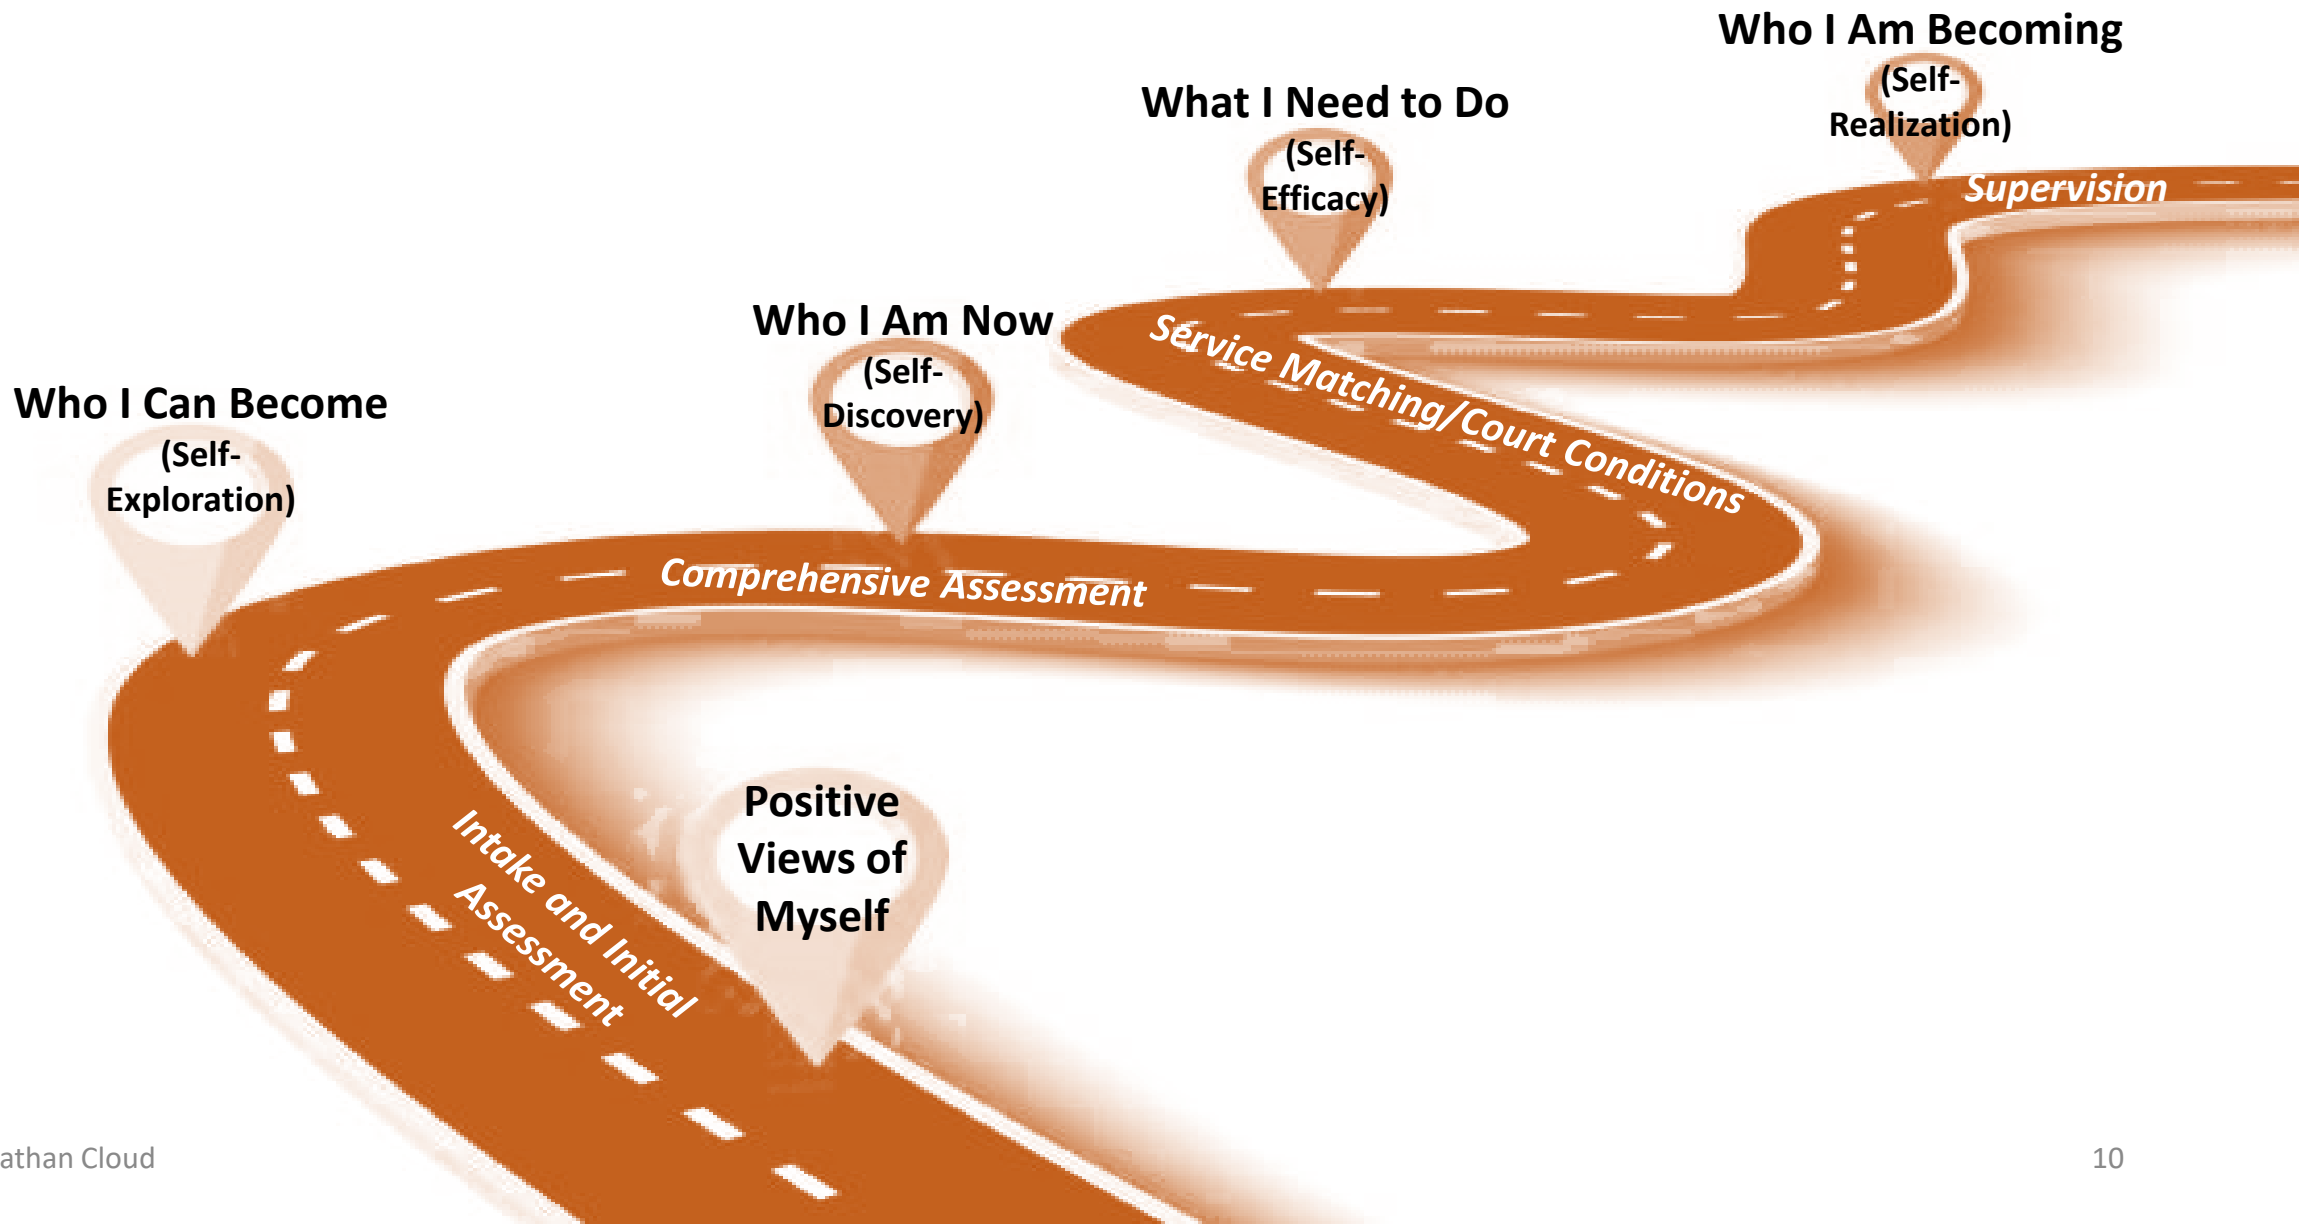 Who I Am Becoming
(Self-
Realization)
What I Need to Do
(Self-
Efficacy)
Supervision
Who I Am Now
(Self-
Discovery)
Service Matching/Court Conditions
Who I Can Become
(Self-
Exploration)
Comprehensive Assessment
Positive
Views of
Myself
Intake and Initial
Assessment
athan Cloud
10